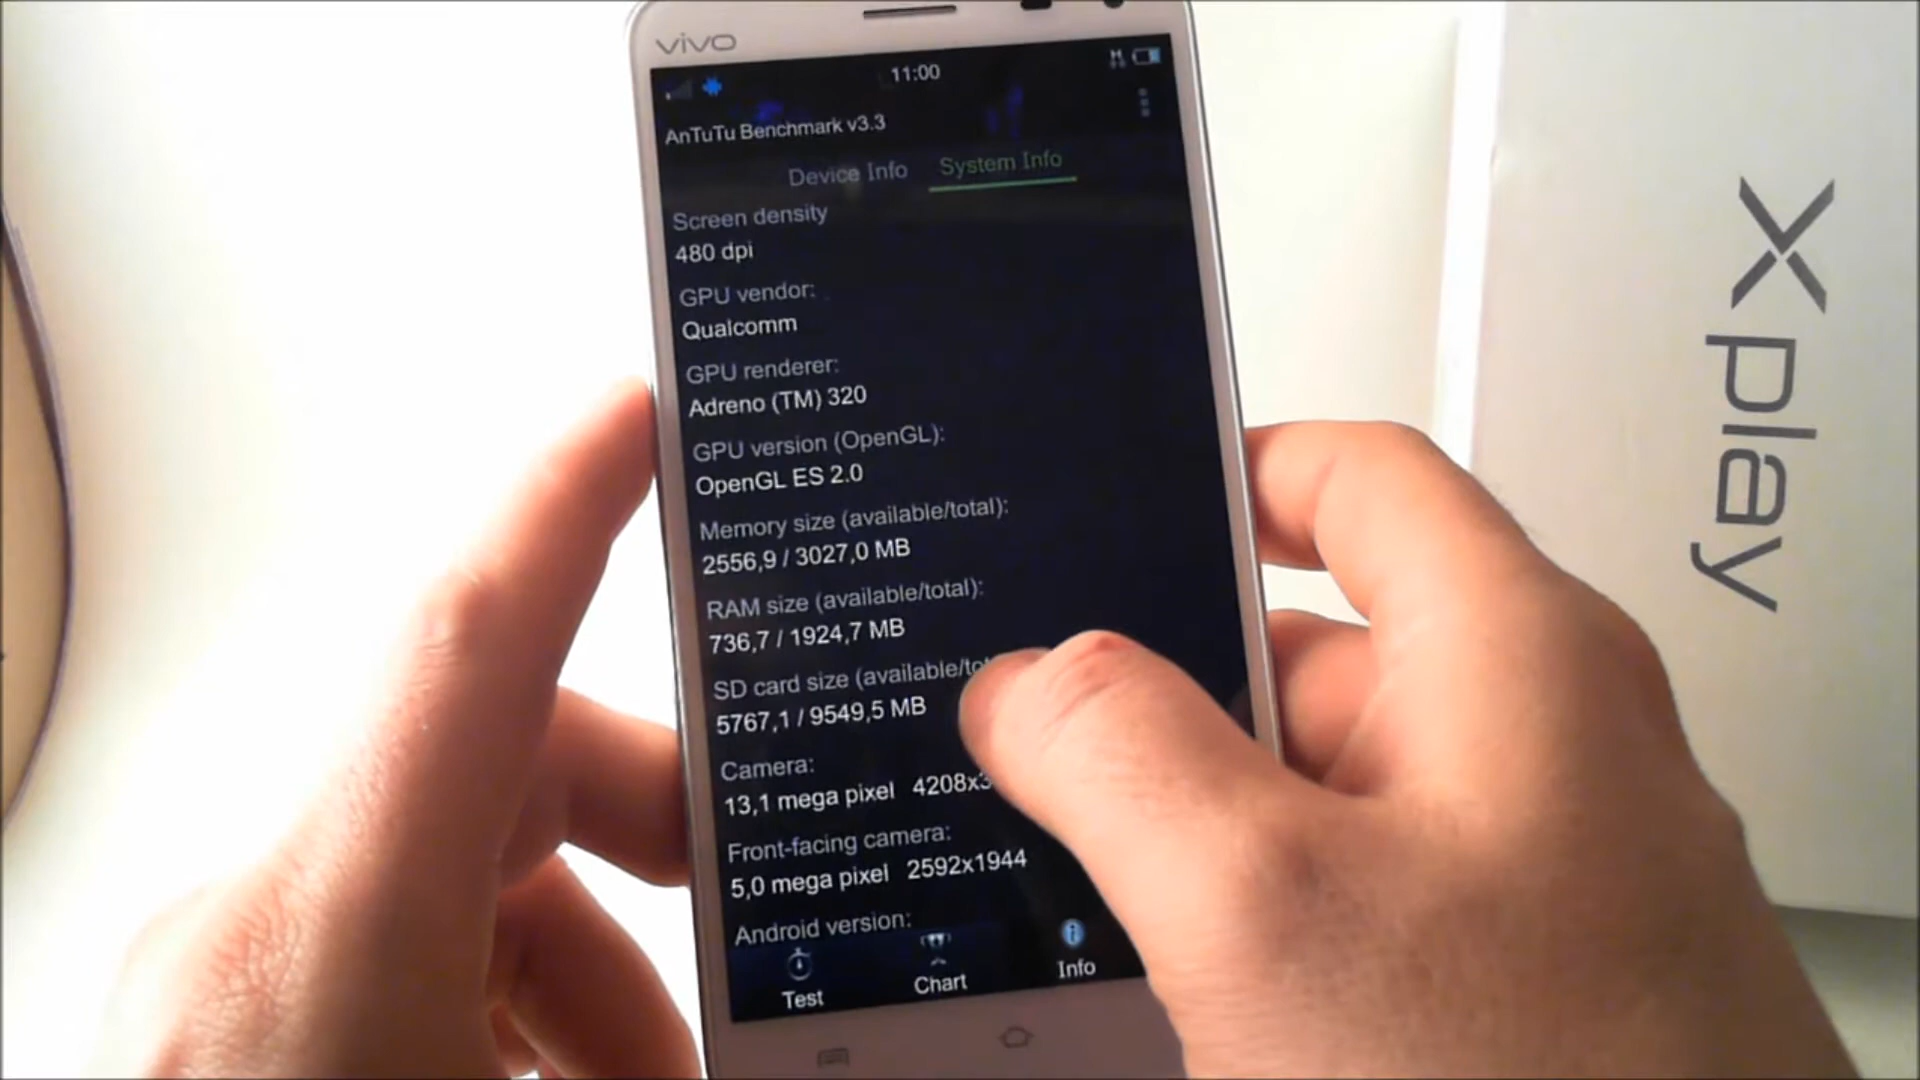 vivo
11:00
AnTuTu Benchmark v3.3
Device Info System Info
Screen density
480 dpi
GPU vendor:
Qualcomm
GPU renderer:
Adreno (TM) 320
GPU version (OpenGL):
OpenGL ES 2.0
Memory size (available/total):
2556,9 / 3027,0 MB
RAM size (available/total):
736,7 / 1924,7 MB
SD card size (available/to
5767,1 / 9549,5 MB
Camera:
13,1 mega pixel 4208x3
Front-facing camera:
5,0 mega pixel 2592x1944
Android version:
Test Chart Info
Xplay